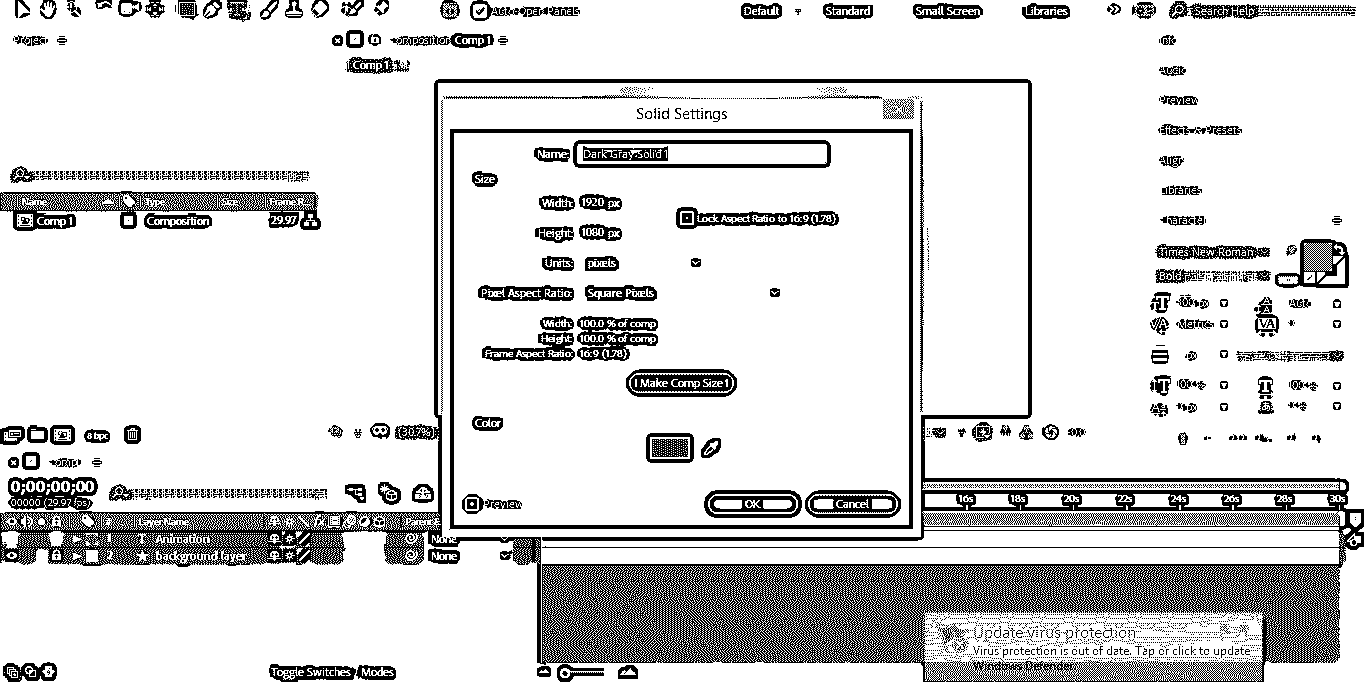 Auto-Open Panels
Default
Standard
Small Screen
Libraries
Search Help
Project
Composition Comp 1
Comp 1
Audio
Preview
Effects & Presets
Align
Libraries
Character
Times New Roman
Bold
Auto
Metrics
Name
Type
Size
Frame R...
Comp 1
Composition
29.97
Solid Settings
Name: Dark Gray Solid 1
Size
Width: 1920 px
Lock Aspect Ratio to 16:9 (1.78)
Height: 1080 px
Units: pixels
Pixel Aspect Ratio: Square Pixels
Width: 100.0 % of comp
Height: 100.0 % of comp
Frame Aspect Ratio: 16:9 (1.78)
Make Comp Size
Color
Preview
OK
Cancel
8 bpc
(30.7%)
0;00;00;00
00000 (29.97 fps)
16s 18s 20s 22s 24s 26s 28s 30s
# Layer Name
1 T Animation None
2 background layer None
Toggle Switches / Modes
Update virus protection
Virus protection is out of date. Tap or click to update
Windows Defender.